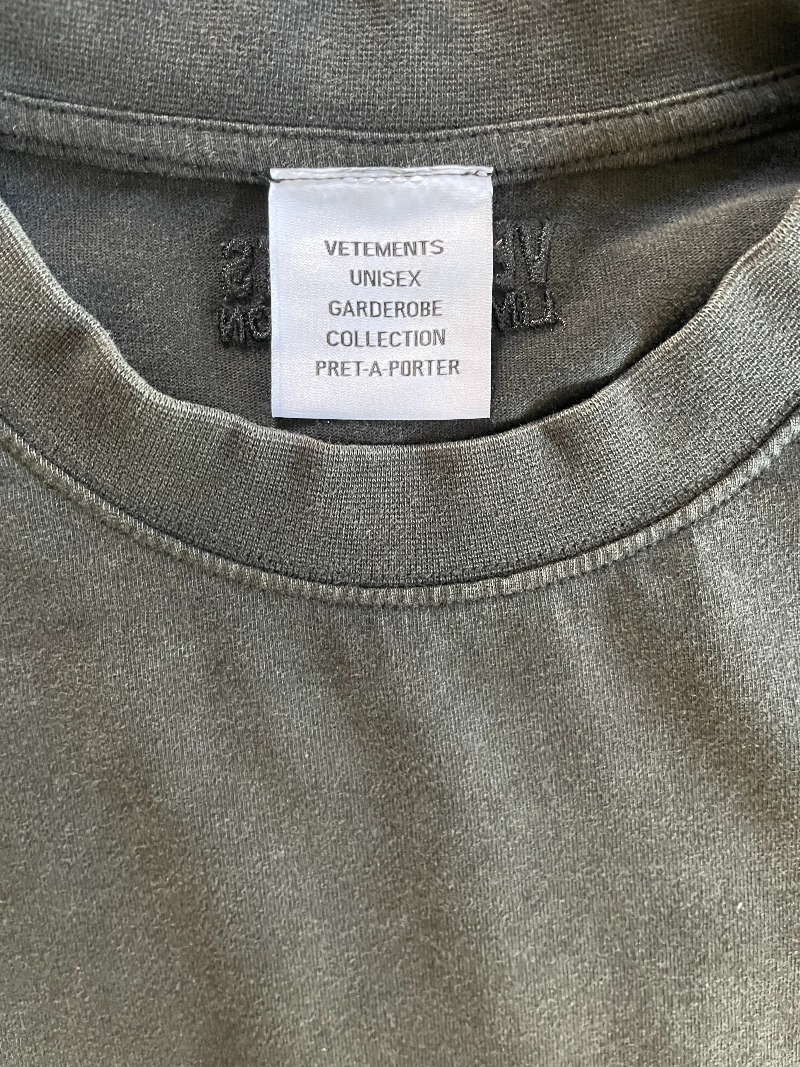 VETEMENTS
UNISEX
GARDEROBE
COLLECTION
PRET-A-PORTER